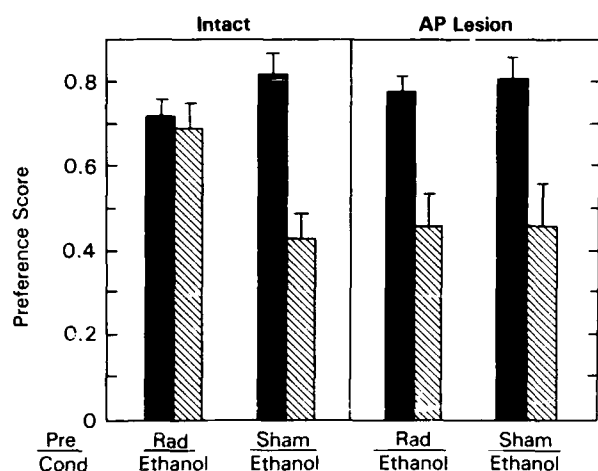 Intact AP Lesion
0.8
0.6
0.4
0.2
0
Preference Score
Pre Rad Sham Rad Sham
Cond Ethanol Ethanol Ethanol Ethanol